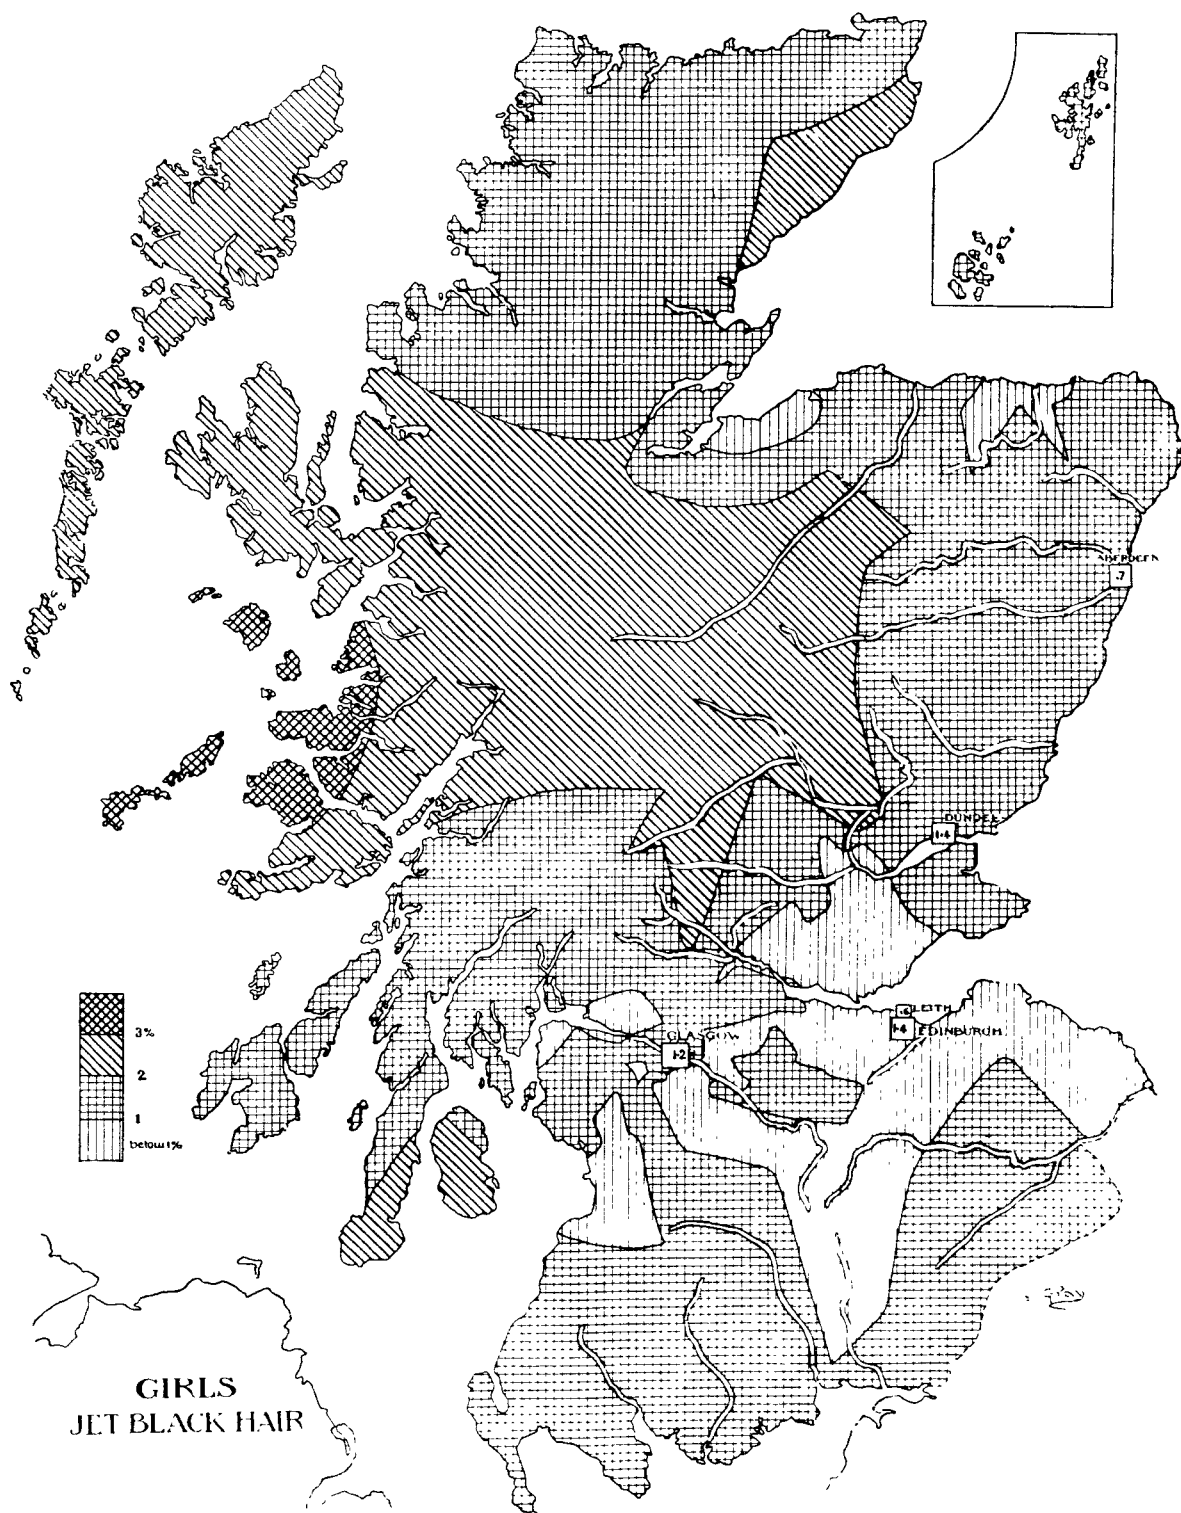 ABERDEEN
.7
DUNDEE
1·4
LEITH
.6
1·4 EDINBURGH
GLASGOW
1·2
3%
2
1
below 1%
GIRLS
JET BLACK HAIR